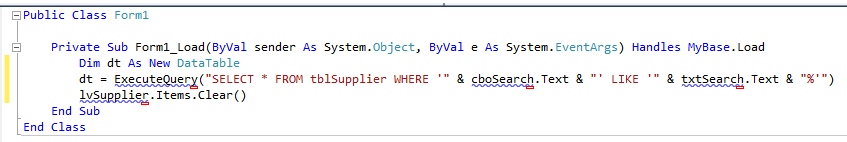 Public Class Form1
Private Sub Form1_Load(ByVal sender As System.Object, ByVal e As System.EventArgs) Handles MyBase.Load
Dim dt As New DataTable
dt = ExecuteQuery("SELECT * FROM tblSupplier WHERE '" & cboSearch.Text & "' LIKE '" & txtSearch.Text & "%'")
lvSupplier.Items.Clear()
End Sub
End Class